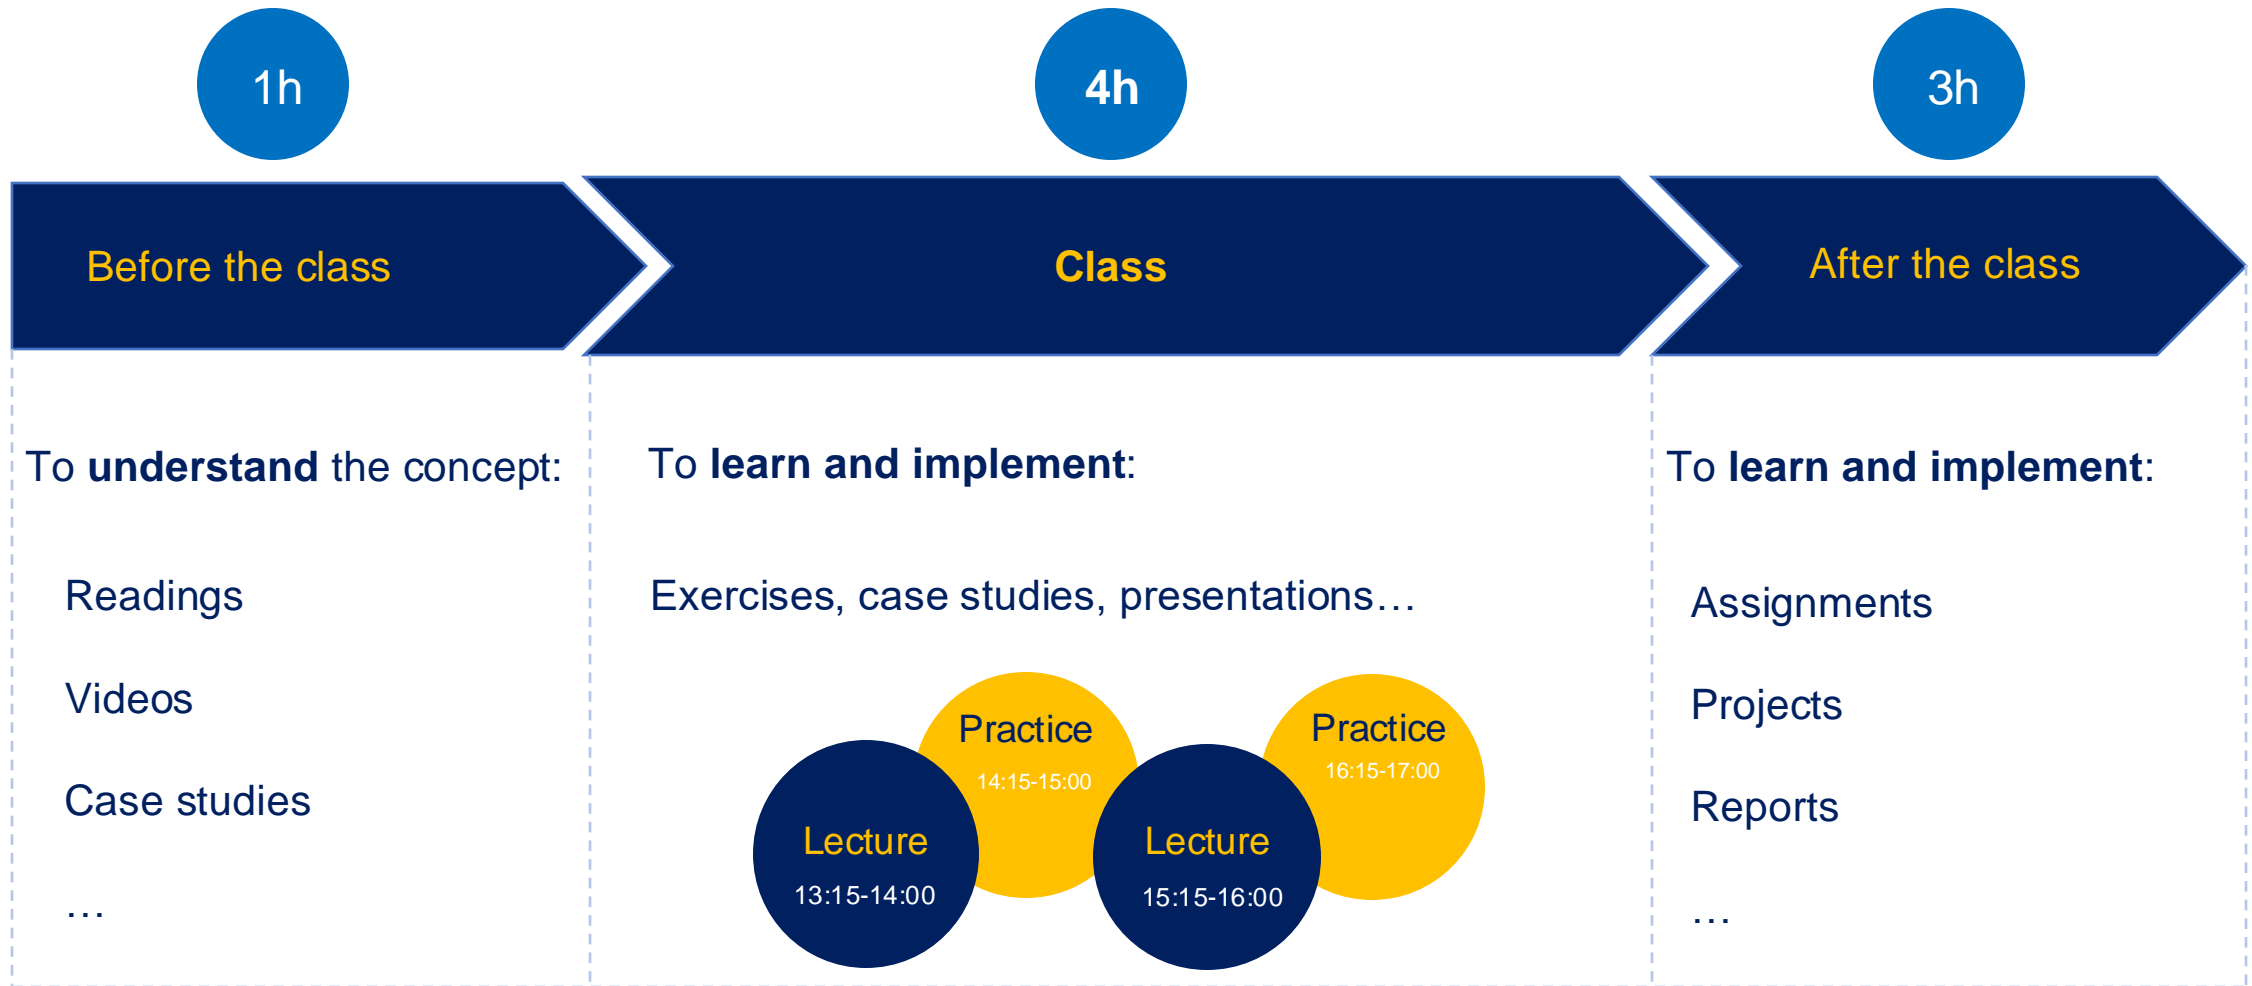 1h
4h
3h
Before the class
Class
After the class
To understand the concept:
Readings
Videos
Case studies
…
To learn and implement:
Exercises, case studies, presentations…
Lecture
13:15-14:00
Practice
14:15-15:00
Lecture
15:15-16:00
Practice
16:15-17:00
To learn and implement:
Assignments
Projects
Reports
…